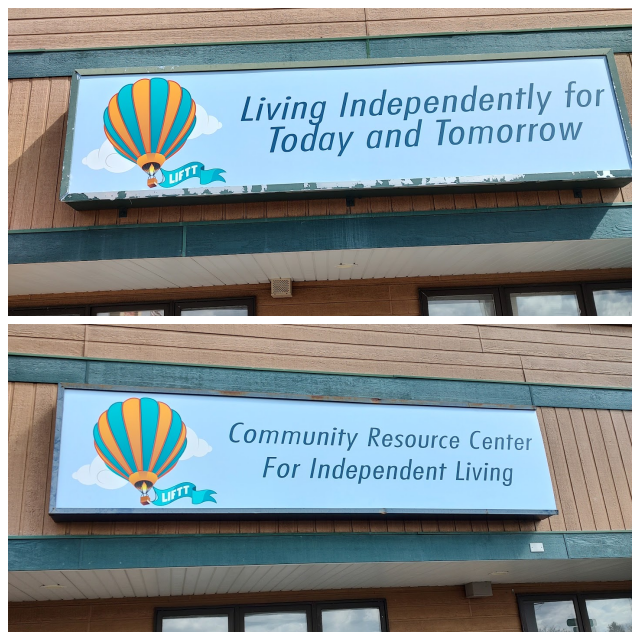 Living Independently for
Today and Tomorrow
LIFTT
Community Resource Center
For Independent Living
LIFTT